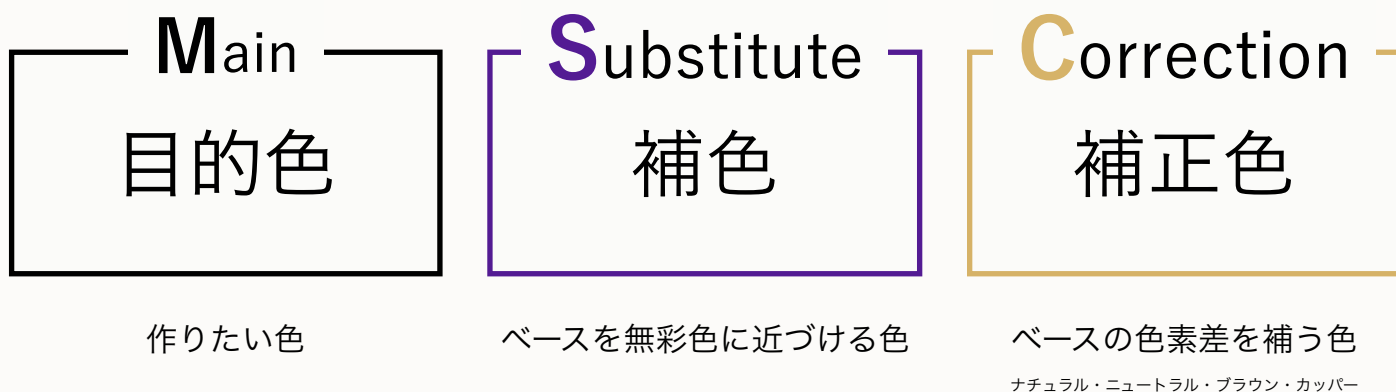 Main
目的色
作りたい色
Substitute
補色
ベースを無彩色に近づける色
Correction
補正色
ベースの色素差を補う色
ナチュラル・ニュートラル・ブラウン・カッパー